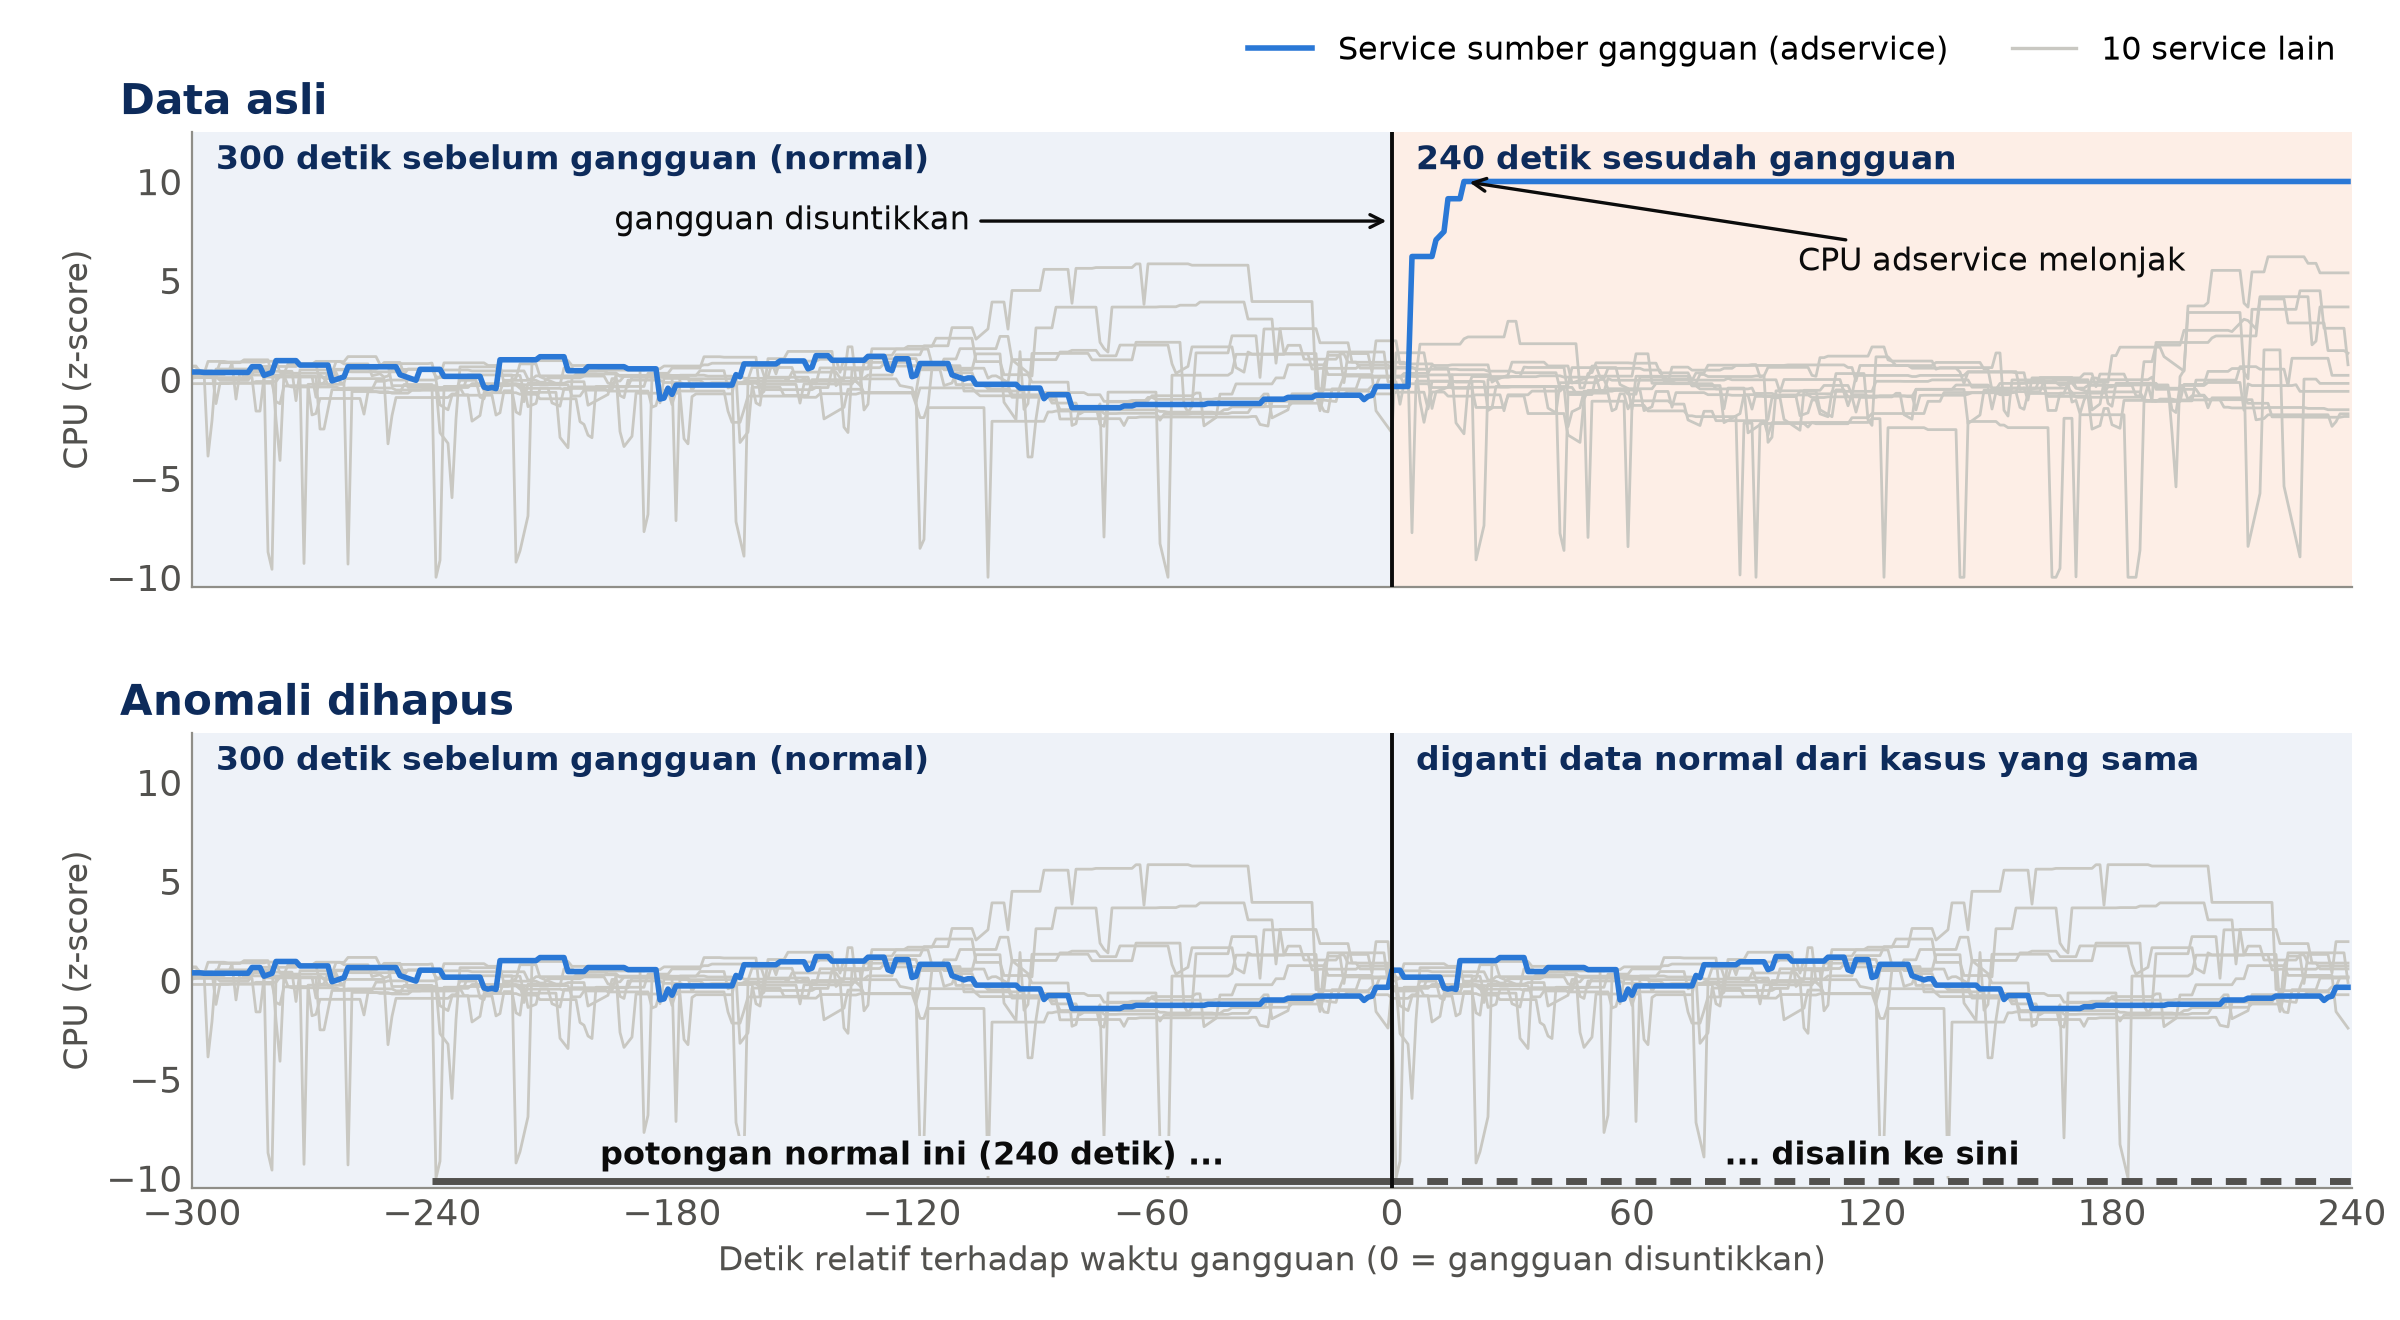 Service sumber gangguan (adservice)
10 service lain
Data asli
300 detik sebelum gangguan (normal)
240 detik sesudah gangguan
gangguan disuntikkan
CPU adservice melonjak
CPU (z-score)
10
5
0
−5
−10
Anomali dihapus
300 detik sebelum gangguan (normal)
diganti data normal dari kasus yang sama
CPU (z-score)
10
5
0
−5
−10
potongan normal ini (240 detik) ...
... disalin ke sini
−300 −240 −180 −120 −60 0 60 120 180 240
Detik relatif terhadap waktu gangguan (0 = gangguan disuntikkan)